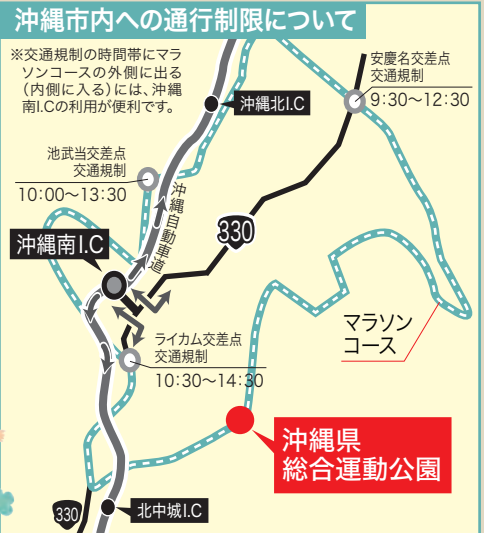 沖縄市内への通行制限について
※交通規制の時間帯にマラ
ソンコースの外側に出る
（内側に入る）には、沖縄
南I.Cの利用が便利です。
安慶名交差点
交通規制
9:30〜12:30
沖縄北I.C
池武当交差点
交通規制
10:00〜13:30
沖縄自動車道
330
沖縄南I.C
マラソン
コース
ライカム交差点
交通規制
10:30〜14:30
沖縄県
総合運動公園
330
北中城I.C